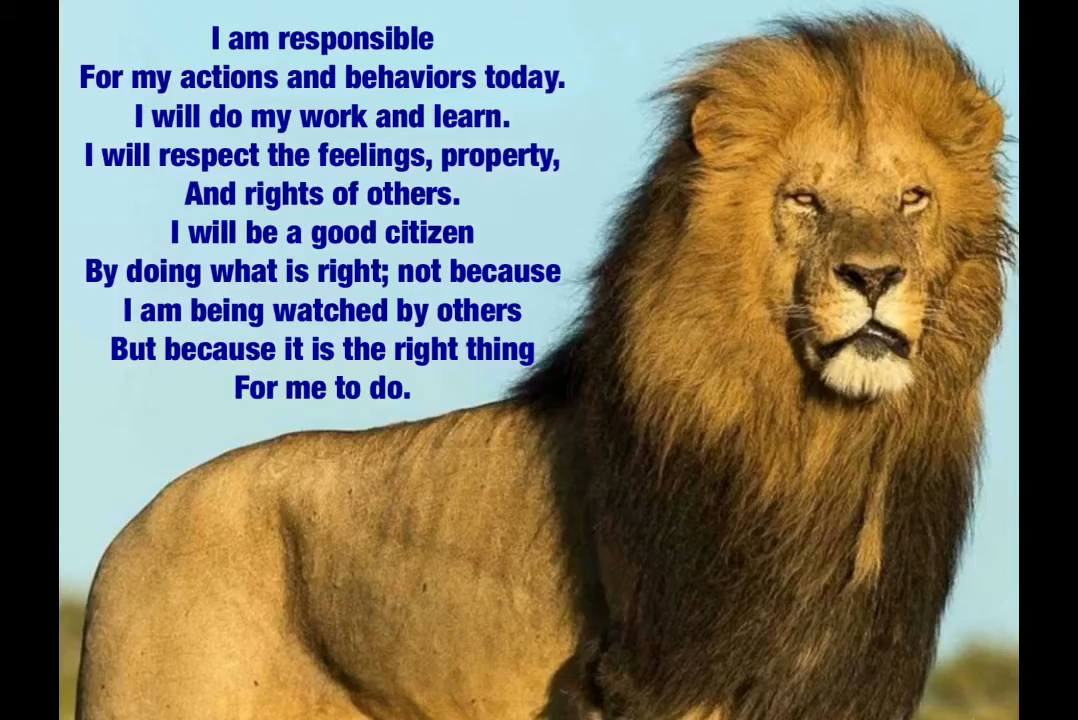 I am responsible
For my actions and behaviors today.
I will do my work and learn.
I will respect the feelings, property,
And rights of others.
I will be a good citizen
By doing what is right; not because
I am being watched by others
But because it is the right thing
For me to do.